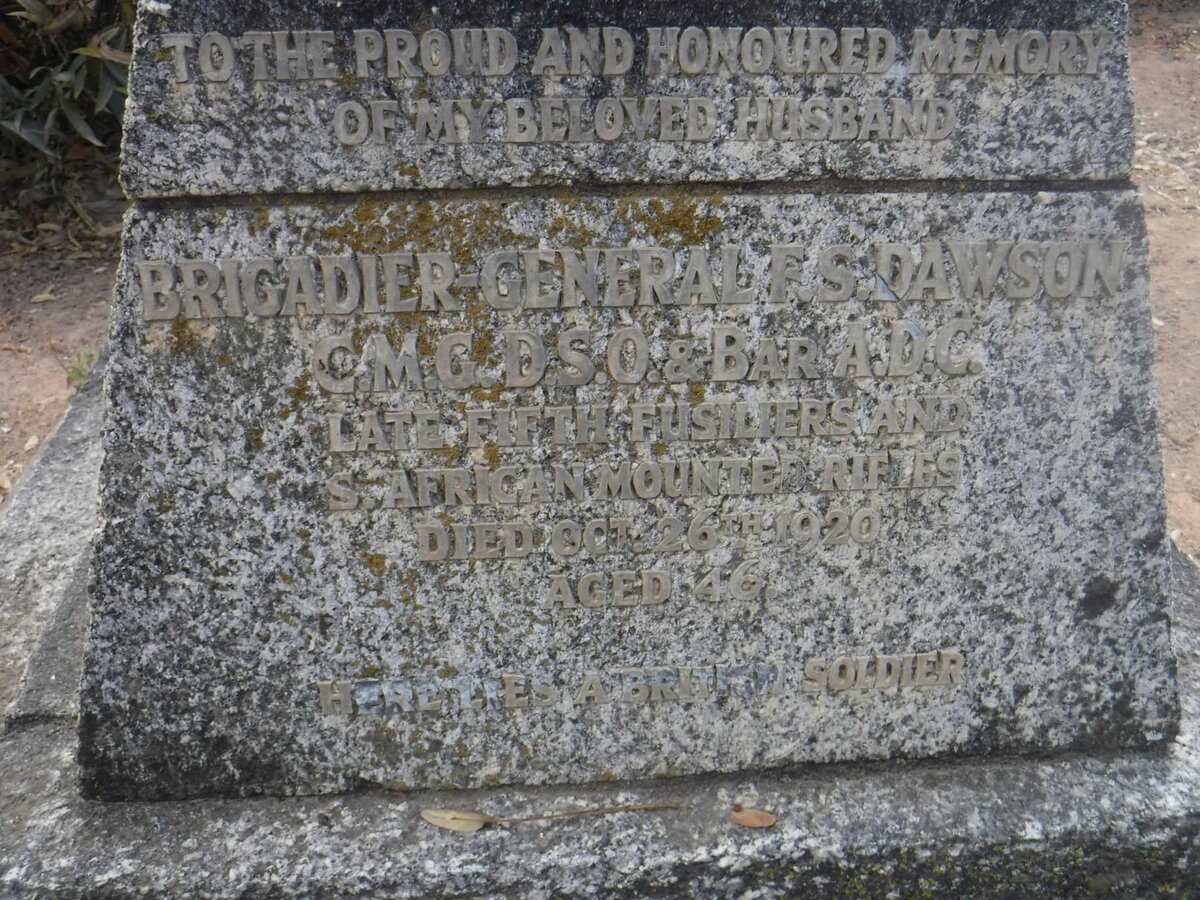 TO THE PROUD AND HONOURED MEMORY
OF MY BELOVED HUSBAND
BRIGADIER-GENERAL F.S. DAWSON
C.M.G. D.S.O. & BAR A.D.C.
LATE FIFTH FUSILIERS AND
S. AFRICAN MOUNTED RIFLES
DIED OCT. 26TH 1920
AGED 46.
HERE LIES A BRITISH SOLDIER